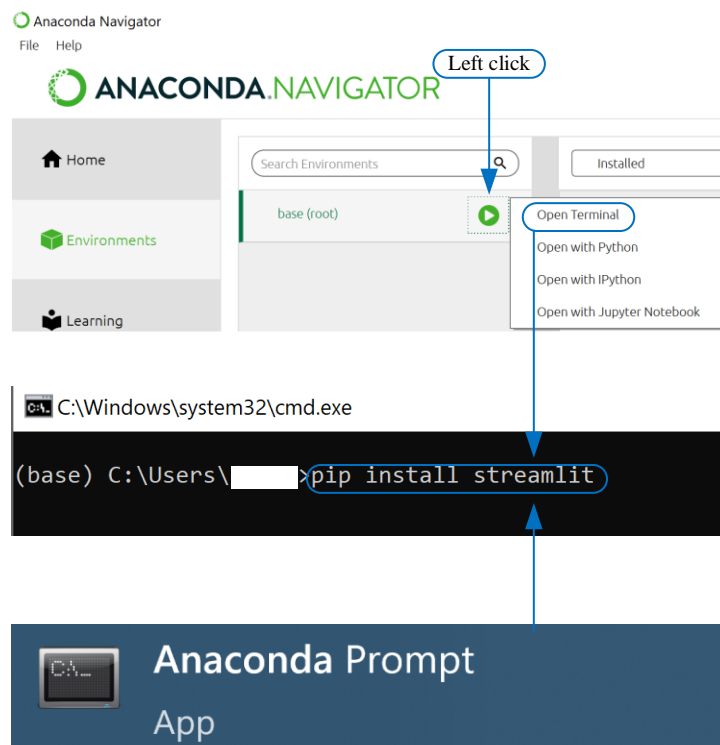 Anaconda Navigator
File Help
Left click
ANACONDA.NAVIGATOR
Home
Search Environments
Installed
base (root)
Open Terminal
Environments
Open with Python
Open with IPython
Open with Jupyter Notebook
Learning
C:\Windows\system32\cmd.exe
(base) C:\Users\ >pip install streamlit
C:\_
Anaconda Prompt
App